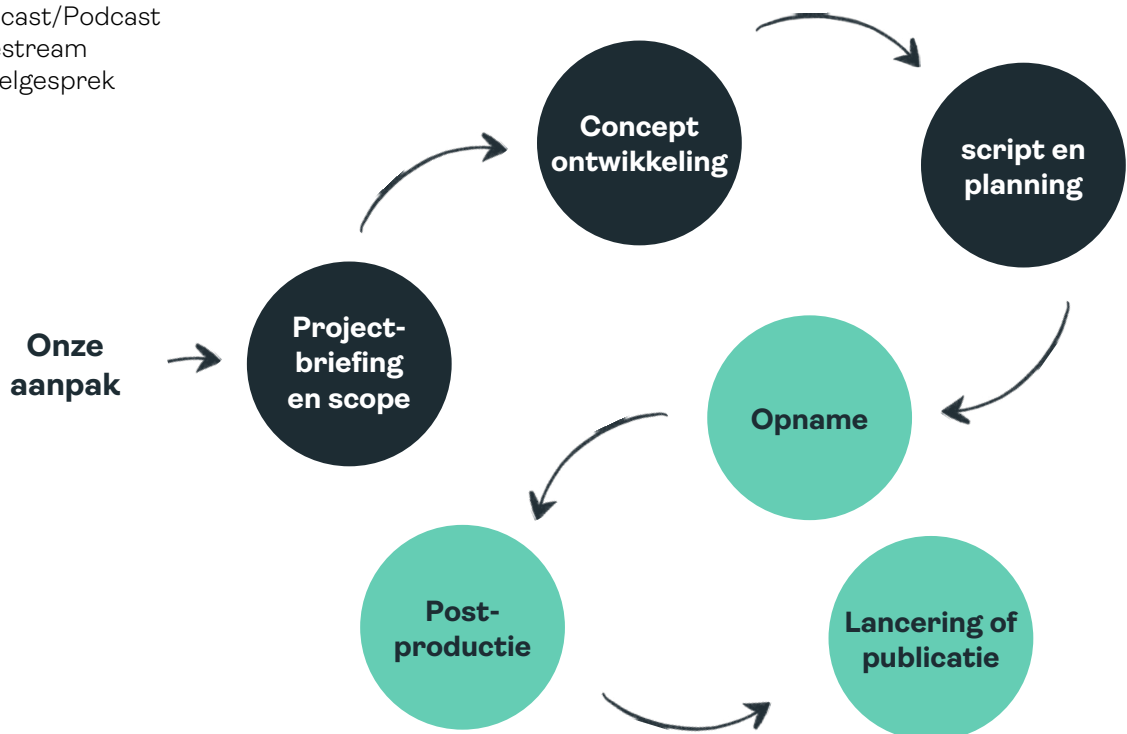 cast/Podcast
estream
elgesprek
Onze
aanpak
Project-
briefing
en scope
Concept
ontwikkeling
script en
planning
Opname
Post-
productie
Lancering of
publicatie